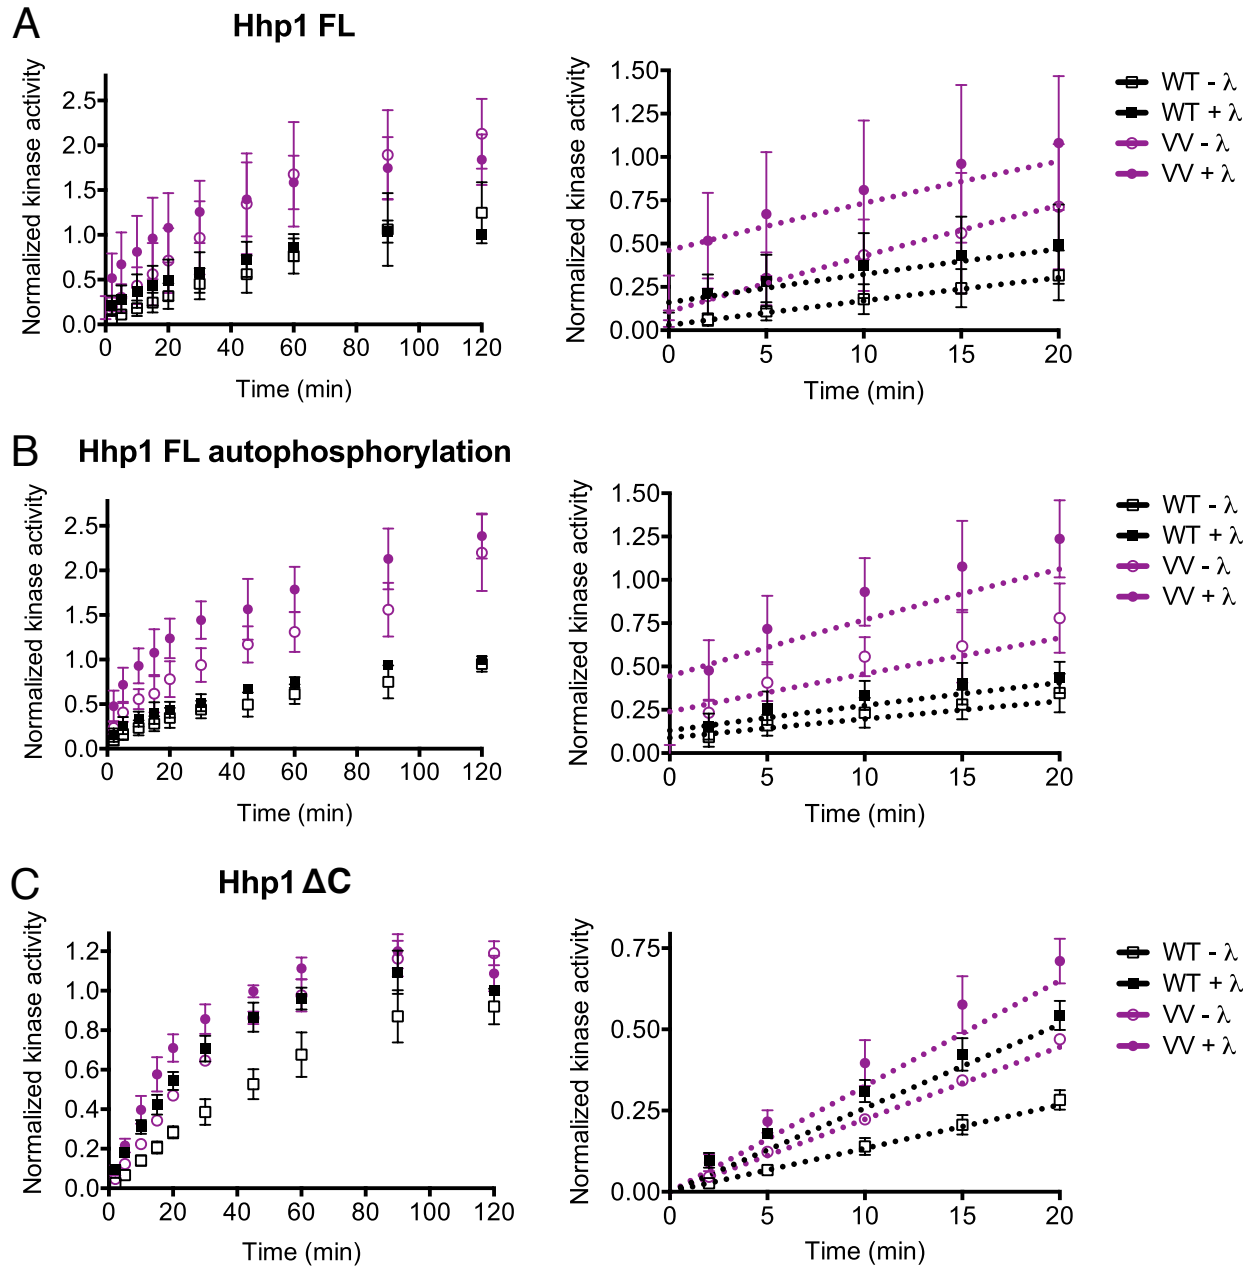 A
Hhp1 FL
Normalized kinase activity
2.5
2.0
1.5
1.0
0.5
0.0
0 20 40 60 80 100 120
Time (min)
Normalized kinase activity
1.50
1.25
1.00
0.75
0.50
0.25
0.00
0 5 10 15 20
Time (min)
WT - λ
WT + λ
VV - λ
VV + λ
B
Hhp1 FL autophosphorylation
Normalized kinase activity
2.5
2.0
1.5
1.0
0.5
0.0
0 20 40 60 80 100 120
Time (min)
Normalized kinase activity
1.50
1.25
1.00
0.75
0.50
0.25
0.00
0 5 10 15 20
Time (min)
WT - λ
WT + λ
VV - λ
VV + λ
C
Hhp1 ΔC
Normalized kinase activity
1.2
1.0
0.8
0.6
0.4
0.2
0.0
0 20 40 60 80 100 120
Time (min)
Normalized kinase activity
0.75
0.50
0.25
0.00
0 5 10 15 20
Time (min)
WT - λ
WT + λ
VV - λ
VV + λ